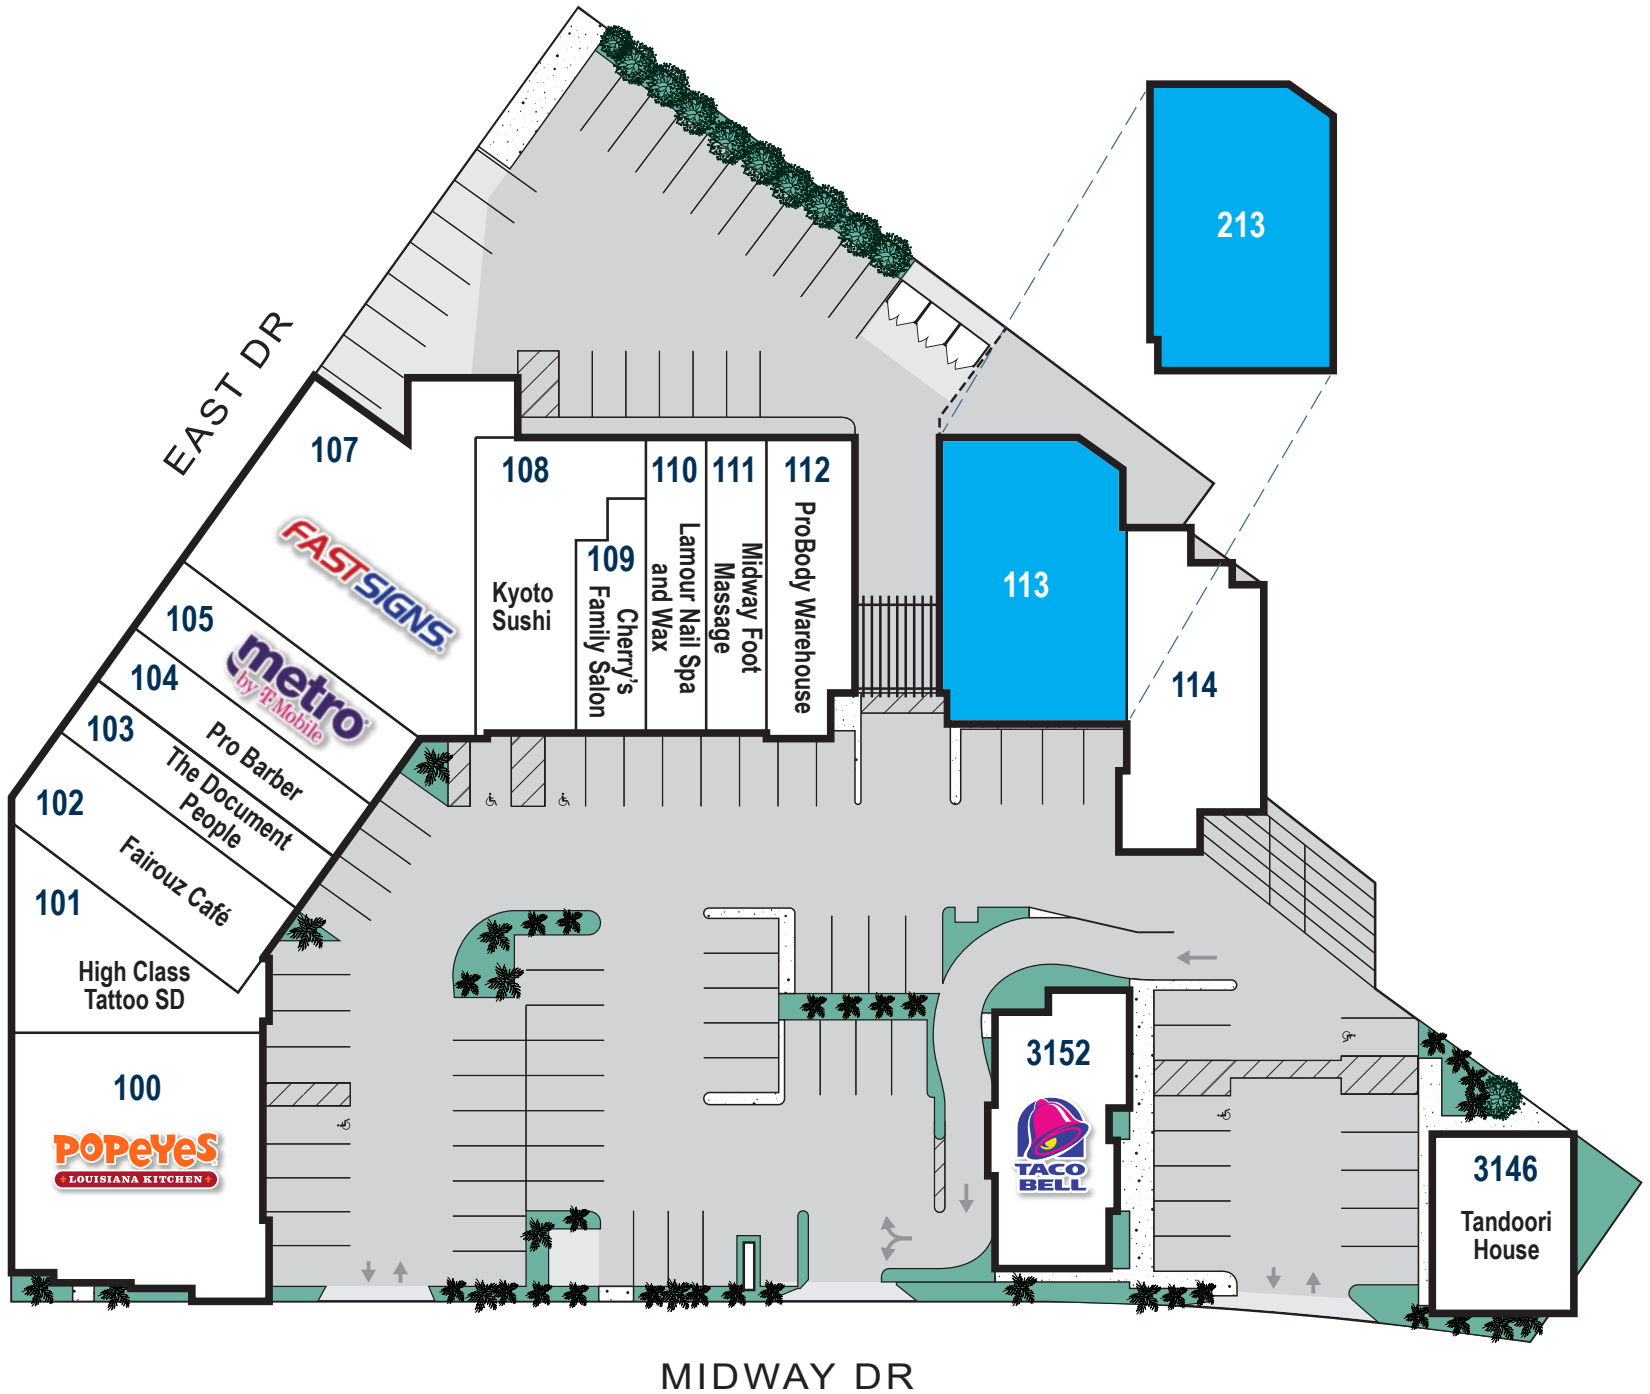 213
EAST DR
107
FASTSIGNS
108
Kyoto
Sushi
109
Cherry's
Family Salon
110
Lamour Nail Spa
and Wax
111
Midway Foot
Massage
112
ProBody Warehouse
113
114
105
metro
by T-Mobile
104
Pro Barber
103
The Document
People
102
Fairouz Café
101
High Class
Tattoo SD
100
POPEYES
LOUISIANA KITCHEN
3152
TACO
BELL
3146
Tandoori
House
MIDWAY DR